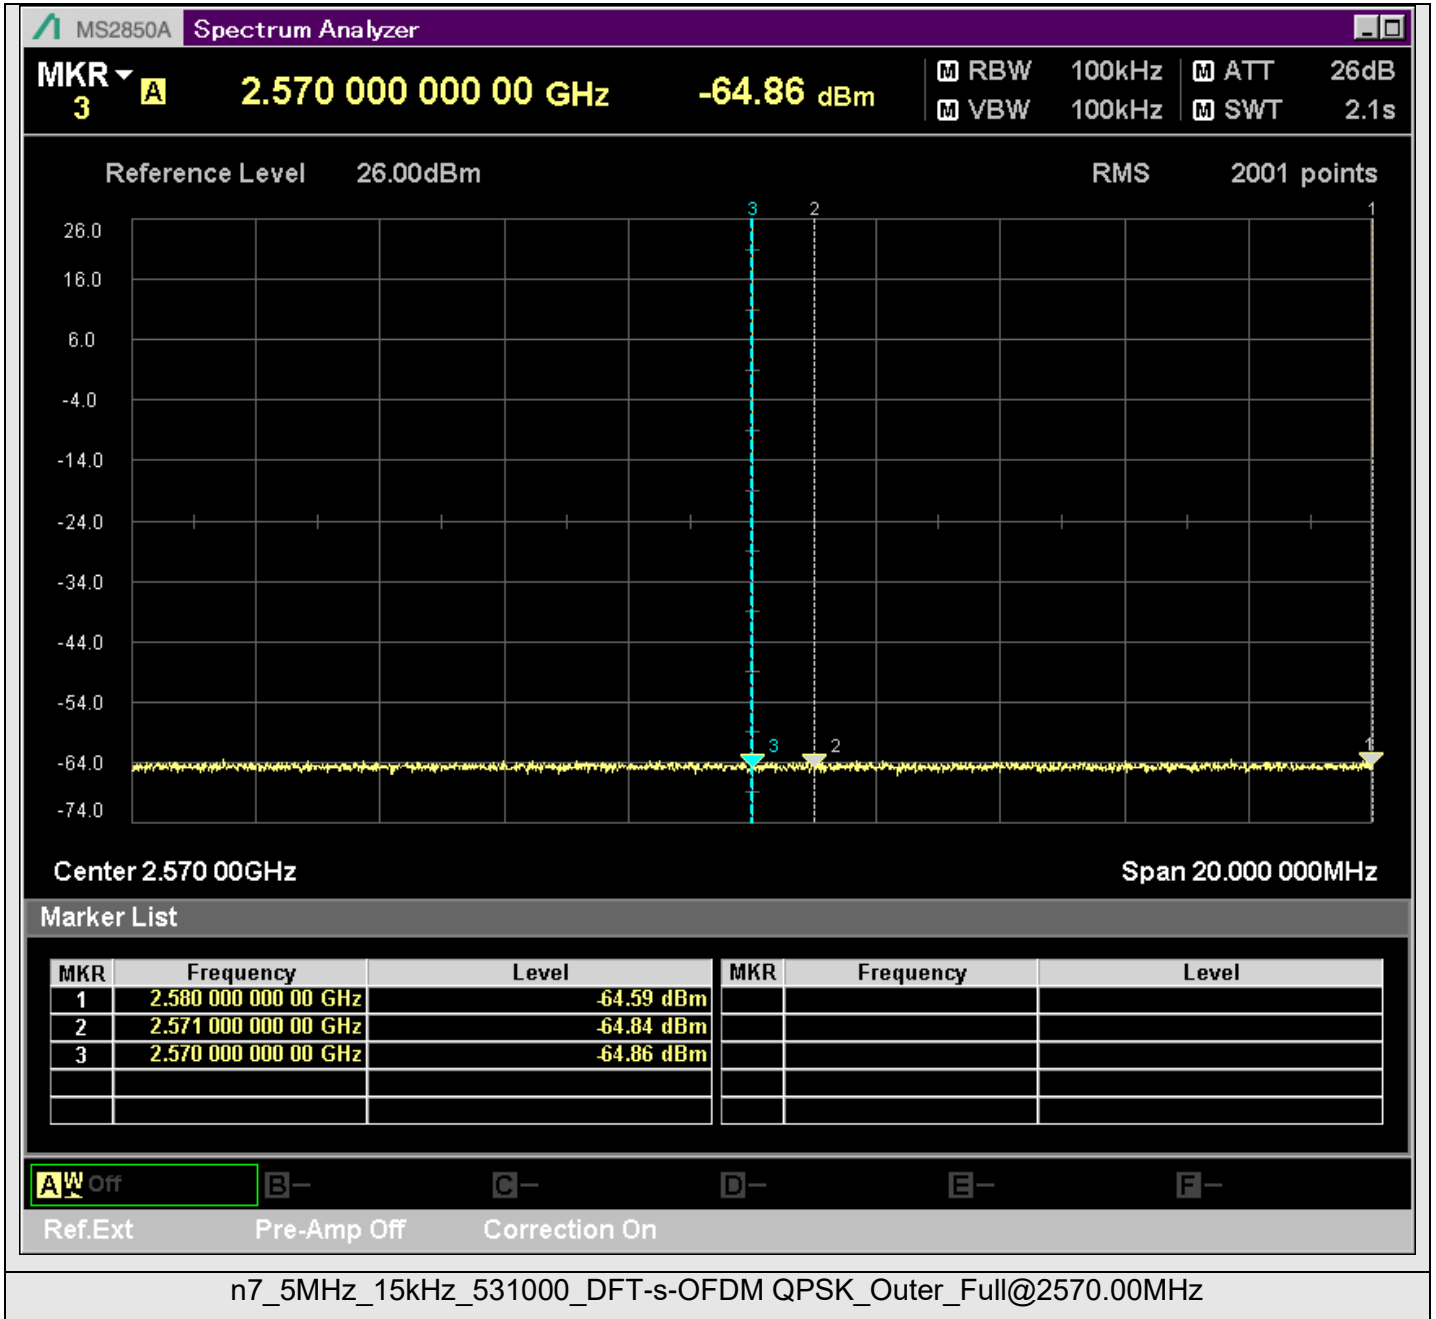 MS2850A Spectrum Analyzer
MKR A 2.570 000 000 00 GHz -64.86 dBm M RBW 100kHz M ATT 26dB
3 M VBW 100kHz M SWT 2.1s
Reference Level 26.00dBm RMS 2001 points
3 2 1
26.0
16.0
6.0
-4.0
-14.0
-24.0
-34.0
-44.0
-54.0
3 2 1
-64.0
-74.0
Center 2.570 00GHz Span 20.000 000MHz
Marker List
MKR Frequency Level MKR Frequency Level
1 2.580 000 000 00 GHz -64.59 dBm
2 2.571 000 000 00 GHz -64.84 dBm
3 2.570 000 000 00 GHz -64.86 dBm
A W Off B - C - D - E - F -
Ref.Ext Pre-Amp Off Correction On
n7_5MHz_15kHz_531000_DFT-s-OFDM QPSK_Outer_Full@2570.00MHz